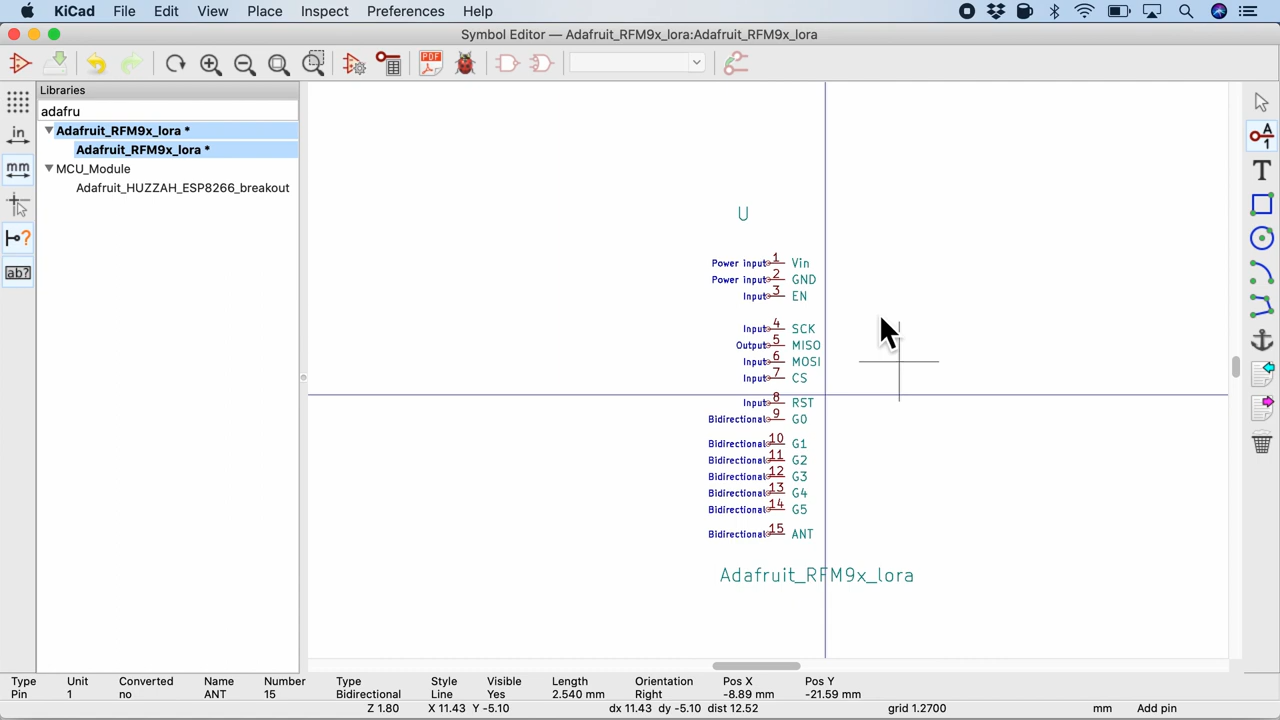 KiCad File Edit View Place Inspect Preferences Help
Symbol Editor — Adafruit_RFM9x_lora:Adafruit_RFM9x_lora
PDF
Libraries
adafru
Adafruit_RFM9x_lora *
Adafruit_RFM9x_lora *
MCU_Module
Adafruit_HUZZAH_ESP8266_breakout
in
mm
?
ab?
A
1
T
U
Power input 1 Vin
Power input 2 GND
Input 3 EN
Input 4 SCK
Output 5 MISO
Input 6 MOSI
Input 7 CS
Input 8 RST
Bidirectional 9 G0
Bidirectional 10 G1
Bidirectional 11 G2
Bidirectional 12 G3
Bidirectional 13 G4
Bidirectional 14 G5
Bidirectional 15 ANT
Adafruit_RFM9x_lora
Type Unit Converted Name Number Type Style Visible Length Orientation Pos X Pos Y
Pin 1 no ANT 15 Bidirectional Line Yes 2.540 mm Right -8.89 mm -21.59 mm
Z 1.80 X 11.43 Y -5.10 dx 11.43 dy -5.10 dist 12.52 grid 1.2700 mm Add pin